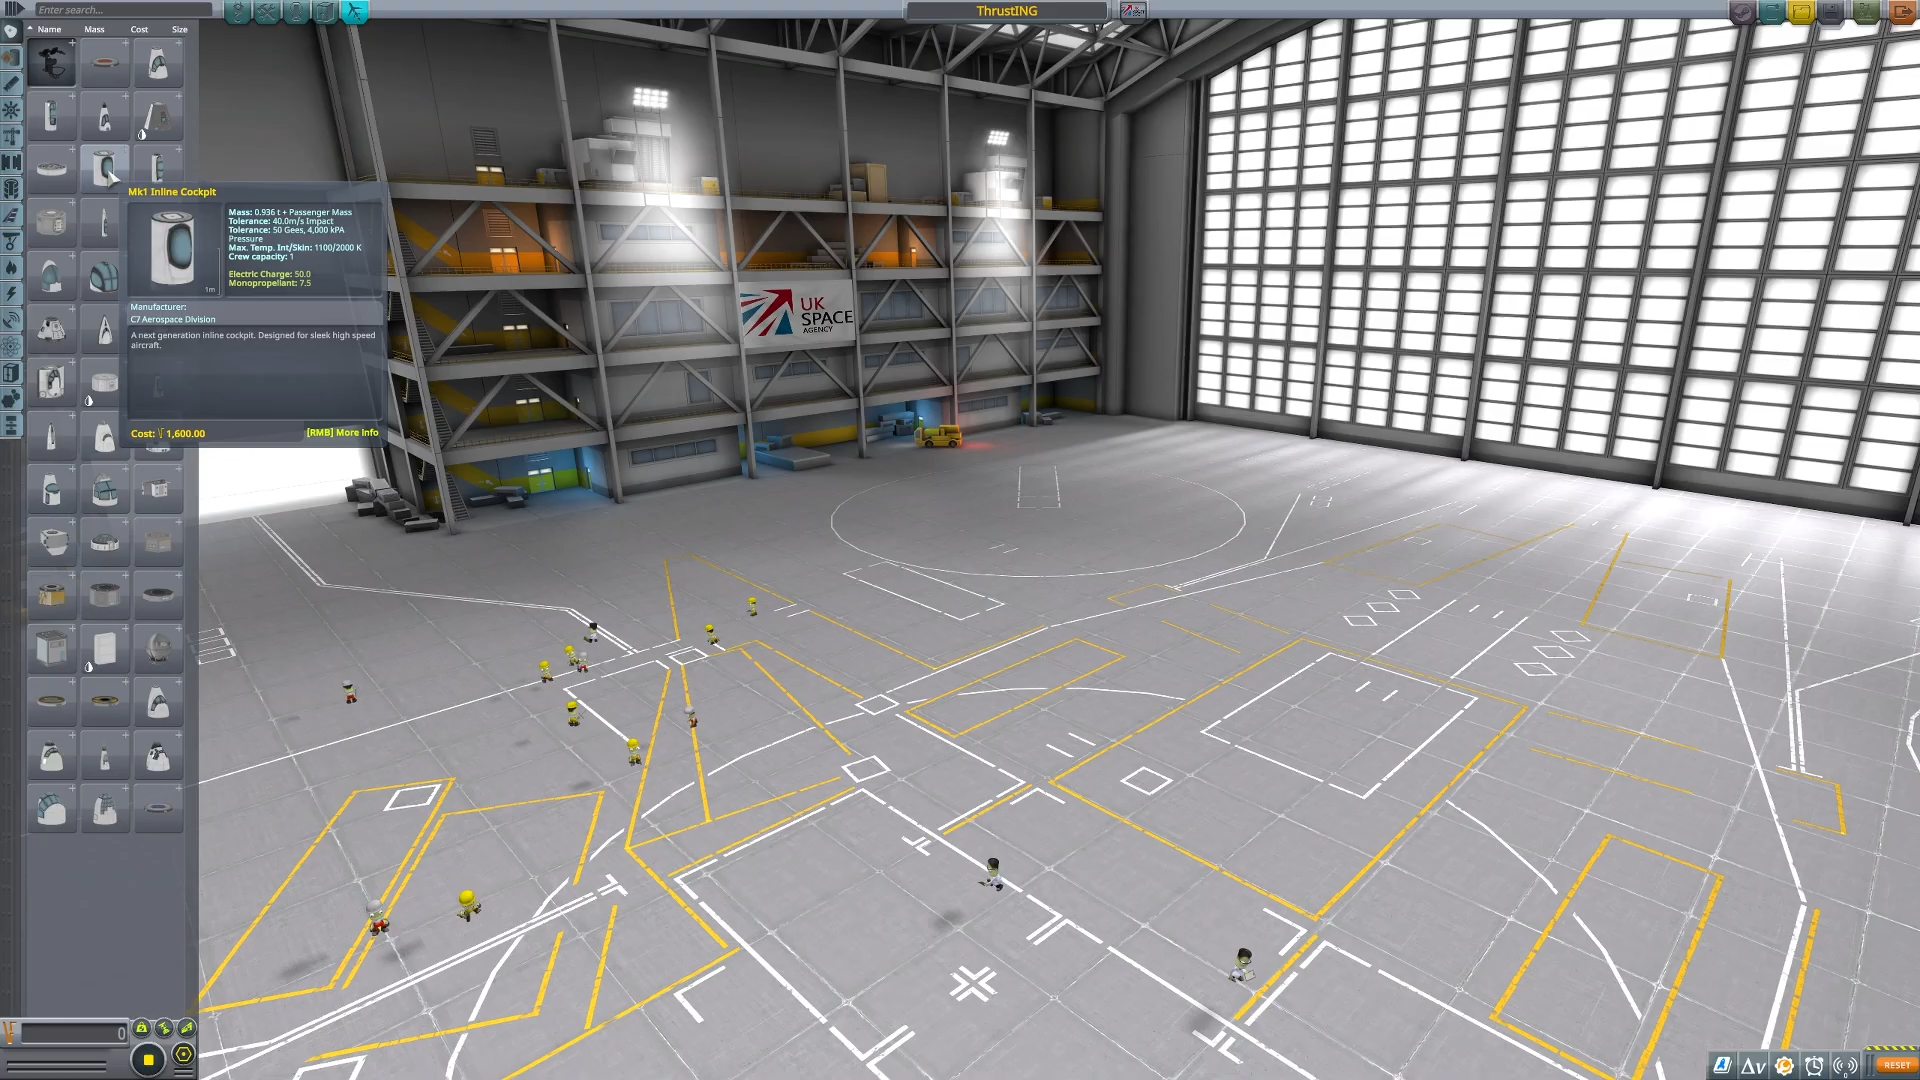 Enter search...
ThrustING
Name Mass Cost Size
Mk1 Inline Cockpit
Mass: 0.936 t + Passenger Mass
Tolerance: 40.0m/s Impact
Tolerance: 50 Gees, 4,000 kPA
Pressure
Max. Temp. Int/Skin: 1100/2000 K
Crew capacity: 1
Electric Charge: 50.0
Monopropellant: 7.5
1m
Manufacturer:
C7 Aerospace Division
A next generation inline cockpit. Designed for sleek high speed
aircraft.
Cost: 1,600.00
[RMB] More info
UK
SPACE
AGENCY
0
Δv
RESET